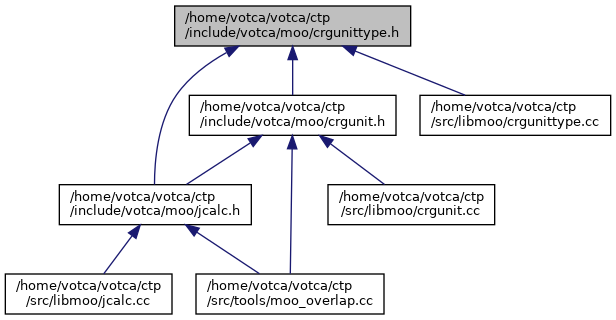 /home/votca/votca/ctp
/include/votca/moo/crgunittype.h
/home/votca/votca/ctp
/include/votca/moo/crgunit.h
/home/votca/votca/ctp
/src/libmoo/crgunittype.cc
/home/votca/votca/ctp
/include/votca/moo/jcalc.h
/home/votca/votca/ctp
/src/libmoo/crgunit.cc
/home/votca/votca/ctp
/src/libmoo/jcalc.cc
/home/votca/votca/ctp
/src/tools/moo_overlap.cc